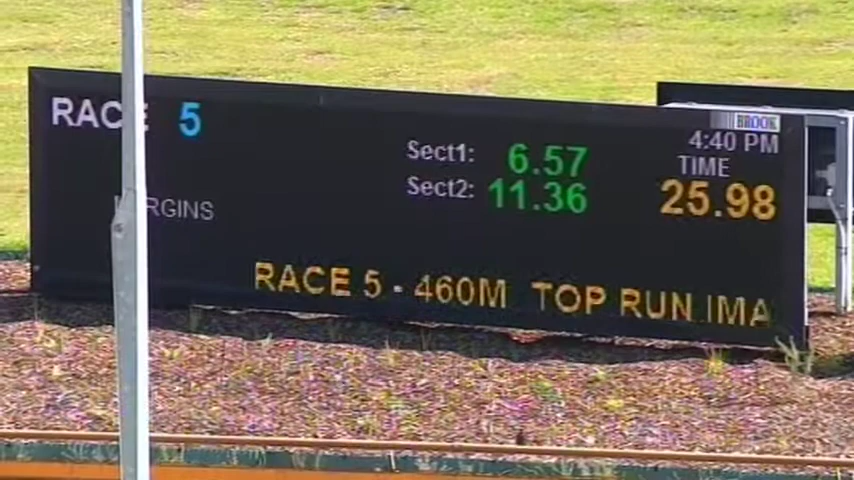 RACE 5
BROOK
4:40 PM
Sect1: 6.57
TIME
Sect2: 11.36
25.98
MARGINS
RACE 5 - 460M TOP RUN IMA